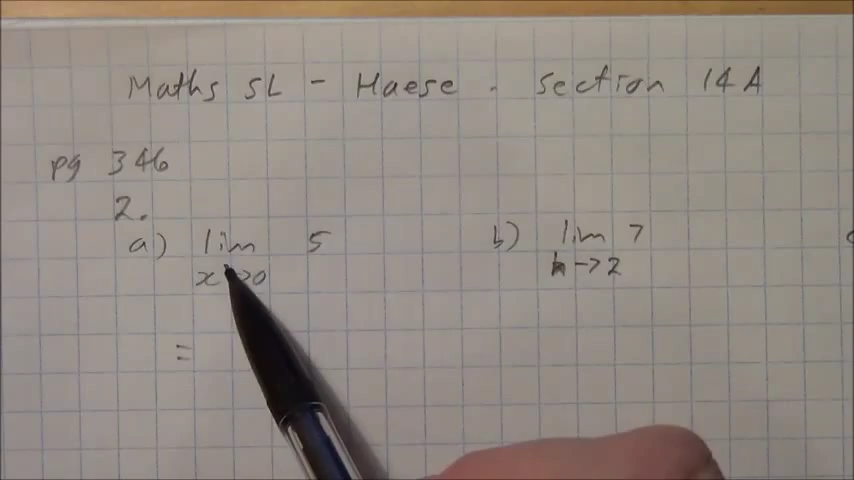 Maths SL - Haese. Section 14A
pg 346
2.
a) lim 5 b) lim 7
x->0 h->2
=